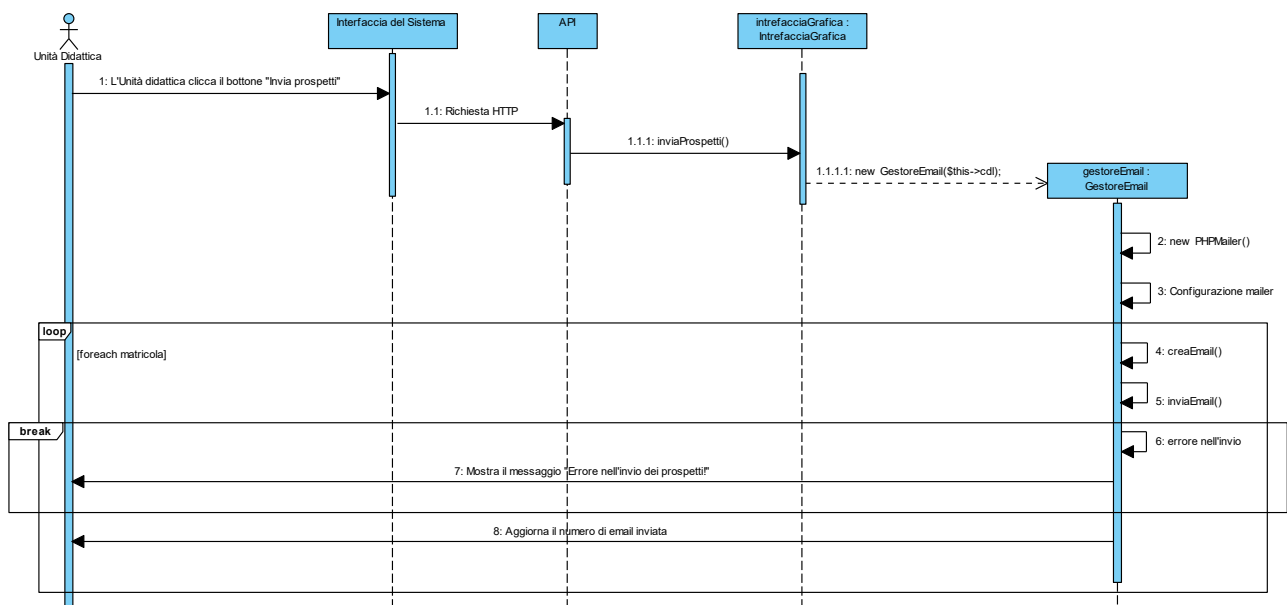 Unità Didattica
Interfaccia del Sistema
API
intrefacciaGrafica :
IntrefacciaGrafica
1: L'Unità didattica clicca il bottone "Invia prospetti"
1.1: Richiesta HTTP
1.1.1: inviaProspetti()
1.1.1.1: new GestoreEmail($this->cdl);
gestoreEmail :
GestoreEmail
2: new PHPMailer()
3: Configurazione mailer
loop
[foreach matricola]
4: creaEmail()
5: inviaEmail()
break
6: errore nell'invio
7: Mostra il messaggio "Errore nell'invio dei prospetti!"
8: Aggiorna il numero di email inviata